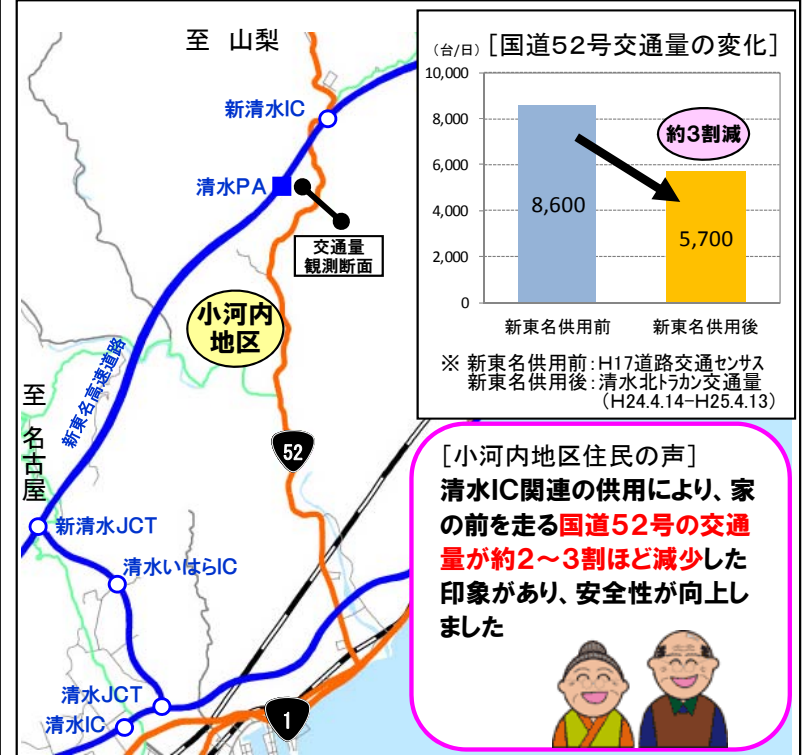 至 山梨
新清水IC
清水PA
交通量
観測断面
小河内
地区
新東名高速道路
至 名古屋
52
新清水JCT
清水いはらIC
清水JCT
清水IC
1
(台/日) [国道52号交通量の変化]
10,000
8,000
6,000
4,000
2,000
0
約3割減
8,600
5,700
新東名供用前 新東名供用後
※ 新東名供用前:H17道路交通センサス
新東名供用後:清水北トラカン交通量
(H24.4.14-H25.4.13)
[小河内地区住民の声]
清水IC関連の供用により、家
の前を走る国道52号の交通
量が約2～3割ほど減少した
印象があり、安全性が向上し
ました